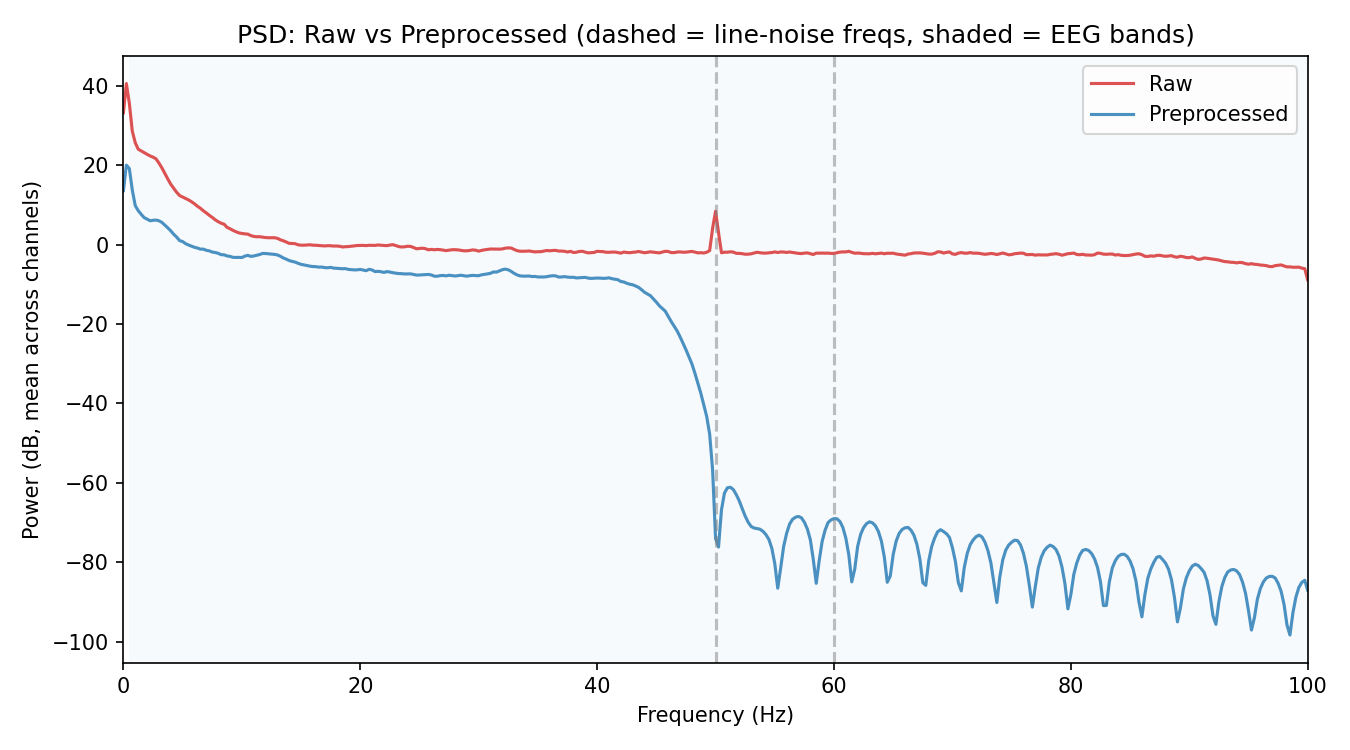 PSD: Raw vs Preprocessed (dashed = line-noise freqs, shaded = EEG bands)
Raw
Preprocessed
Power (dB, mean across channels)
40
20
0
−20
−40
−60
−80
−100
0
20
40
60
80
100
Frequency (Hz)